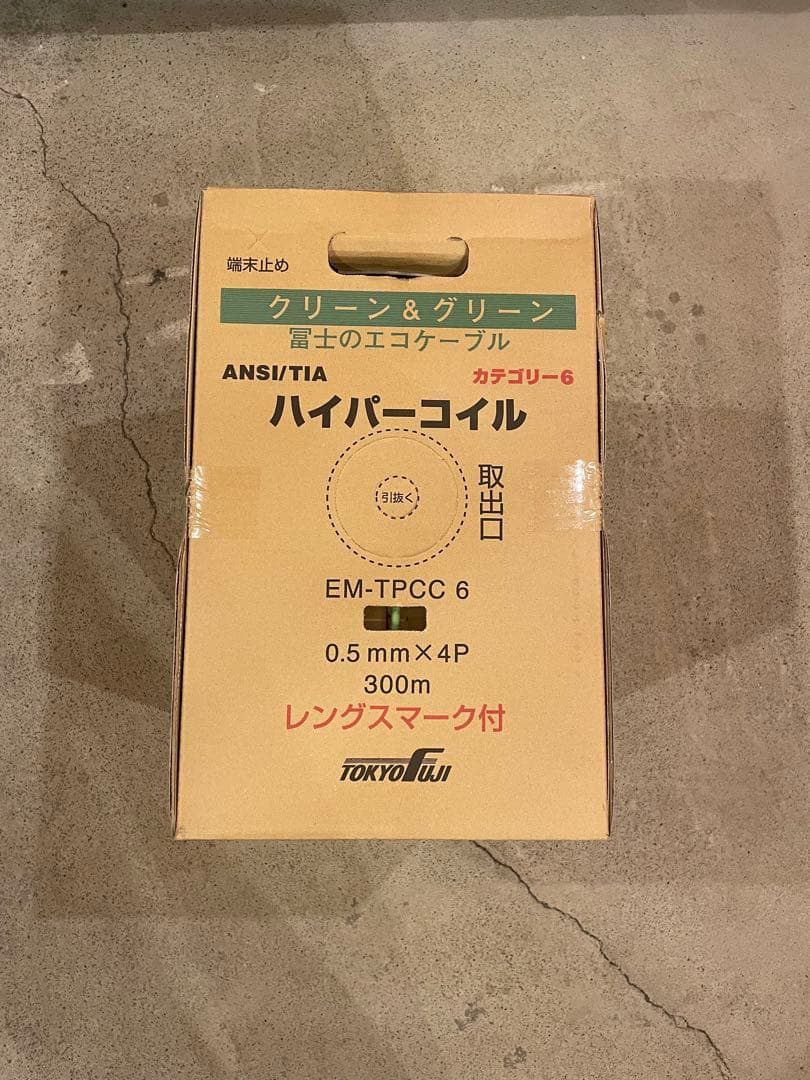 端末止め
クリーン&グリーン
冨士のエコケーブル
ANSI/TIA
カテゴリー6
ハイパーコイル
引抜く
取出口
EM-TPCC 6
0.5mm×4P
300m
レングスマーク付
TOKYO FUJI